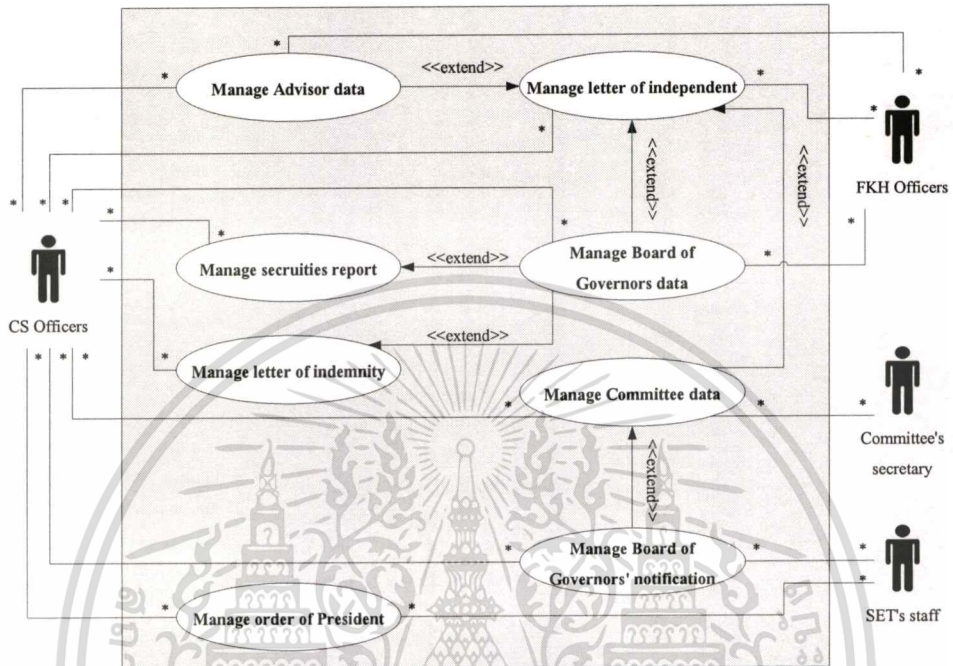 <<extend>>
Manage Advisor data
Manage letter of independent
<<extend>>
<<extend>>
FKH Officers
Manage secruities report
<<extend>>
Manage Board of
Governors data
CS Officers
<<extend>>
Manage letter of indemnity
Manage Committee data
Committee's
secretary
<<extend>>
Manage Board of
Governors' notification
Manage order of President
SET's staff